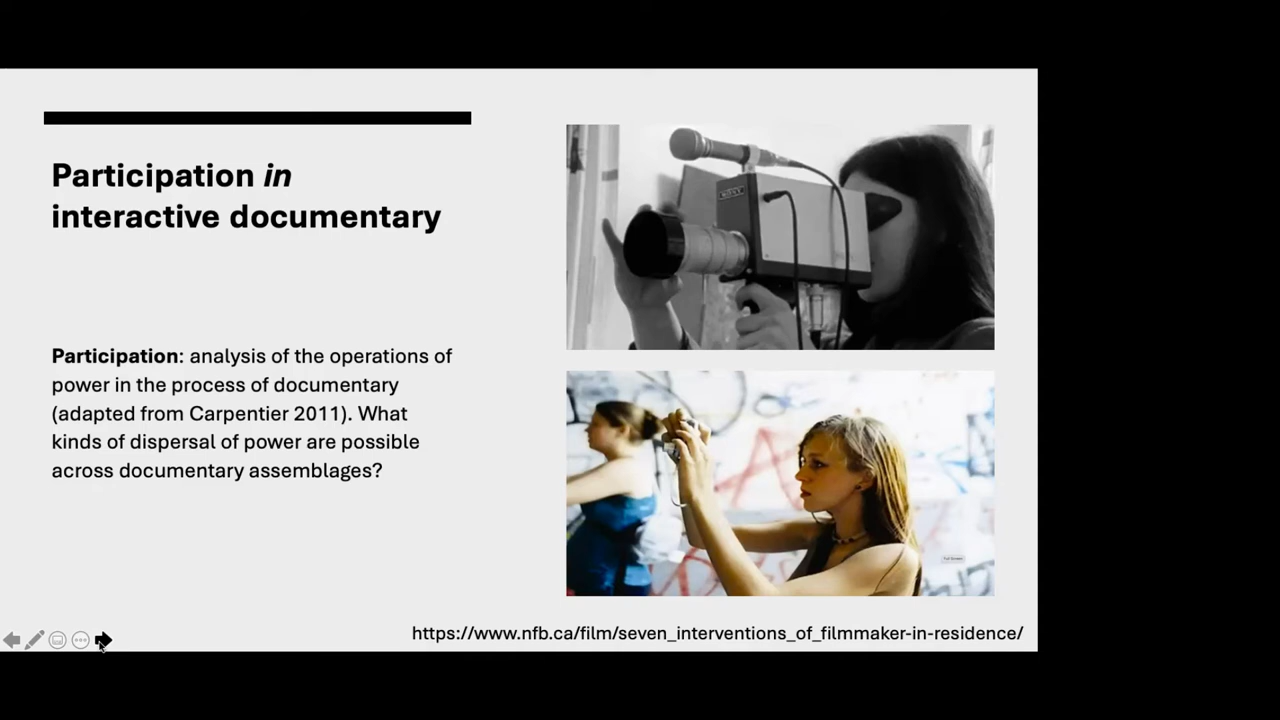 Participation in
interactive documentary
Participation: analysis of the operations of
power in the process of documentary
(adapted from Carpentier 2011). What
kinds of dispersal of power are possible
across documentary assemblages?
SONY
https://www.nfb.ca/film/seven_interventions_of_filmmaker-in-residence/